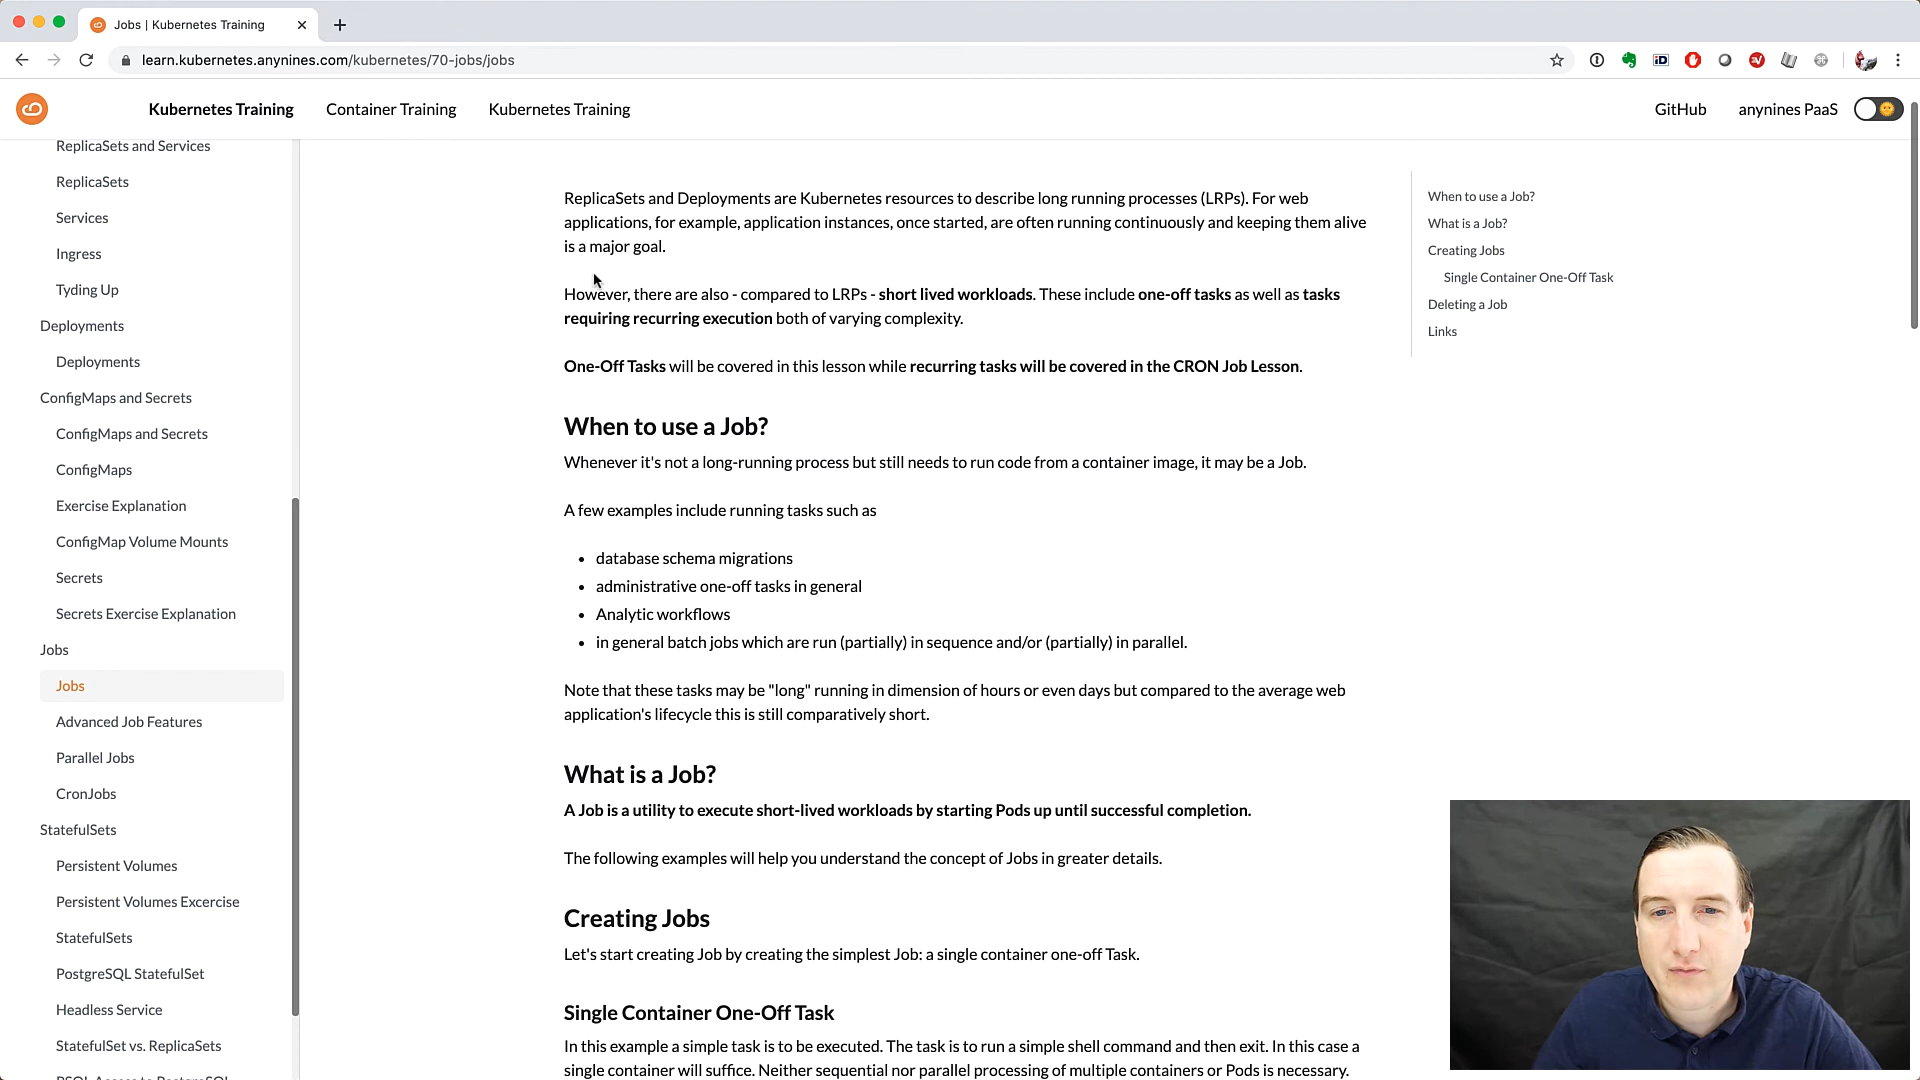 Jobs | Kubernetes Training
learn.kubernetes.anynines.com/kubernetes/70-jobs/jobs
Kubernetes Training
Container Training
Kubernetes Training
GitHub
anynines PaaS
ReplicaSets and Services
ReplicaSets
Services
Ingress
Tyding Up
Deployments
Deployments
ConfigMaps and Secrets
ConfigMaps and Secrets
ConfigMaps
Exercise Explanation
ConfigMap Volume Mounts
Secrets
Secrets Exercise Explanation
Jobs
Jobs
Advanced Job Features
Parallel Jobs
CronJobs
StatefulSets
Persistent Volumes
Persistent Volumes Excercise
StatefulSets
PostgreSQL StatefulSet
Headless Service
StatefulSet vs. ReplicaSets
ReplicaSets and Deployments are Kubernetes resources to describe long running processes (LRPs). For web
applications, for example, application instances, once started, are often running continuously and keeping them alive
is a major goal.
However, there are also - compared to LRPs - short lived workloads. These include one-off tasks as well as tasks
requiring recurring execution both of varying complexity.
One-Off Tasks will be covered in this lesson while recurring tasks will be covered in the CRON Job Lesson.
When to use a Job?
Whenever it's not a long-running process but still needs to run code from a container image, it may be a Job.
A few examples include running tasks such as
• database schema migrations
• administrative one-off tasks in general
• Analytic workflows
• in general batch jobs which are run (partially) in sequence and/or (partially) in parallel.
Note that these tasks may be "long" running in dimension of hours or even days but compared to the average web
application's lifecycle this is still comparatively short.
What is a Job?
A Job is a utility to execute short-lived workloads by starting Pods up until successful completion.
The following examples will help you understand the concept of Jobs in greater details.
Creating Jobs
Let's start creating Job by creating the simplest Job: a single container one-off Task.
Single Container One-Off Task
In this example a simple task is to be executed. The task is to run a simple shell command and then exit. In this case a
single container will suffice. Neither sequential nor parallel processing of multiple containers or Pods is necessary.
When to use a Job?
What is a Job?
Creating Jobs
Single Container One-Off Task
Deleting a Job
Links